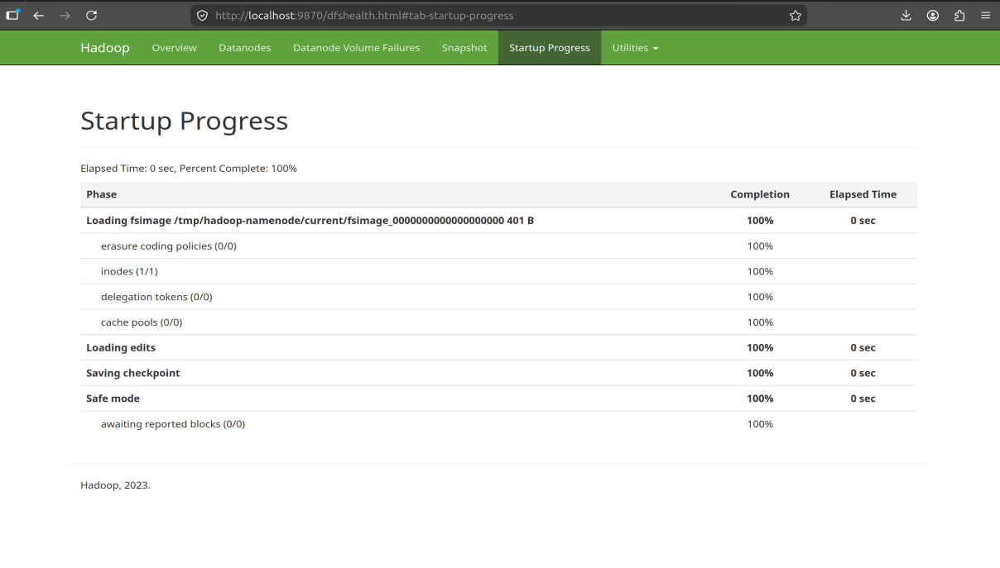 http://localhost:9870/dfshealth.html#tab-startup-progress
Hadoop Overview Datanodes Datanode Volume Failures Snapshot Startup Progress Utilities
Startup Progress
Elapsed Time: 0 sec, Percent Complete: 100%
Phase Completion Elapsed Time
Loading fsimage /tmp/hadoop-namenode/current/fsimage_0000000000000000000 401 B 100% 0 sec
erasure coding policies (0/0) 100%
inodes (1/1) 100%
delegation tokens (0/0) 100%
cache pools (0/0) 100%
Loading edits 100% 0 sec
Saving checkpoint 100% 0 sec
Safe mode 100% 0 sec
awaiting reported blocks (0/0) 100%
Hadoop, 2023.